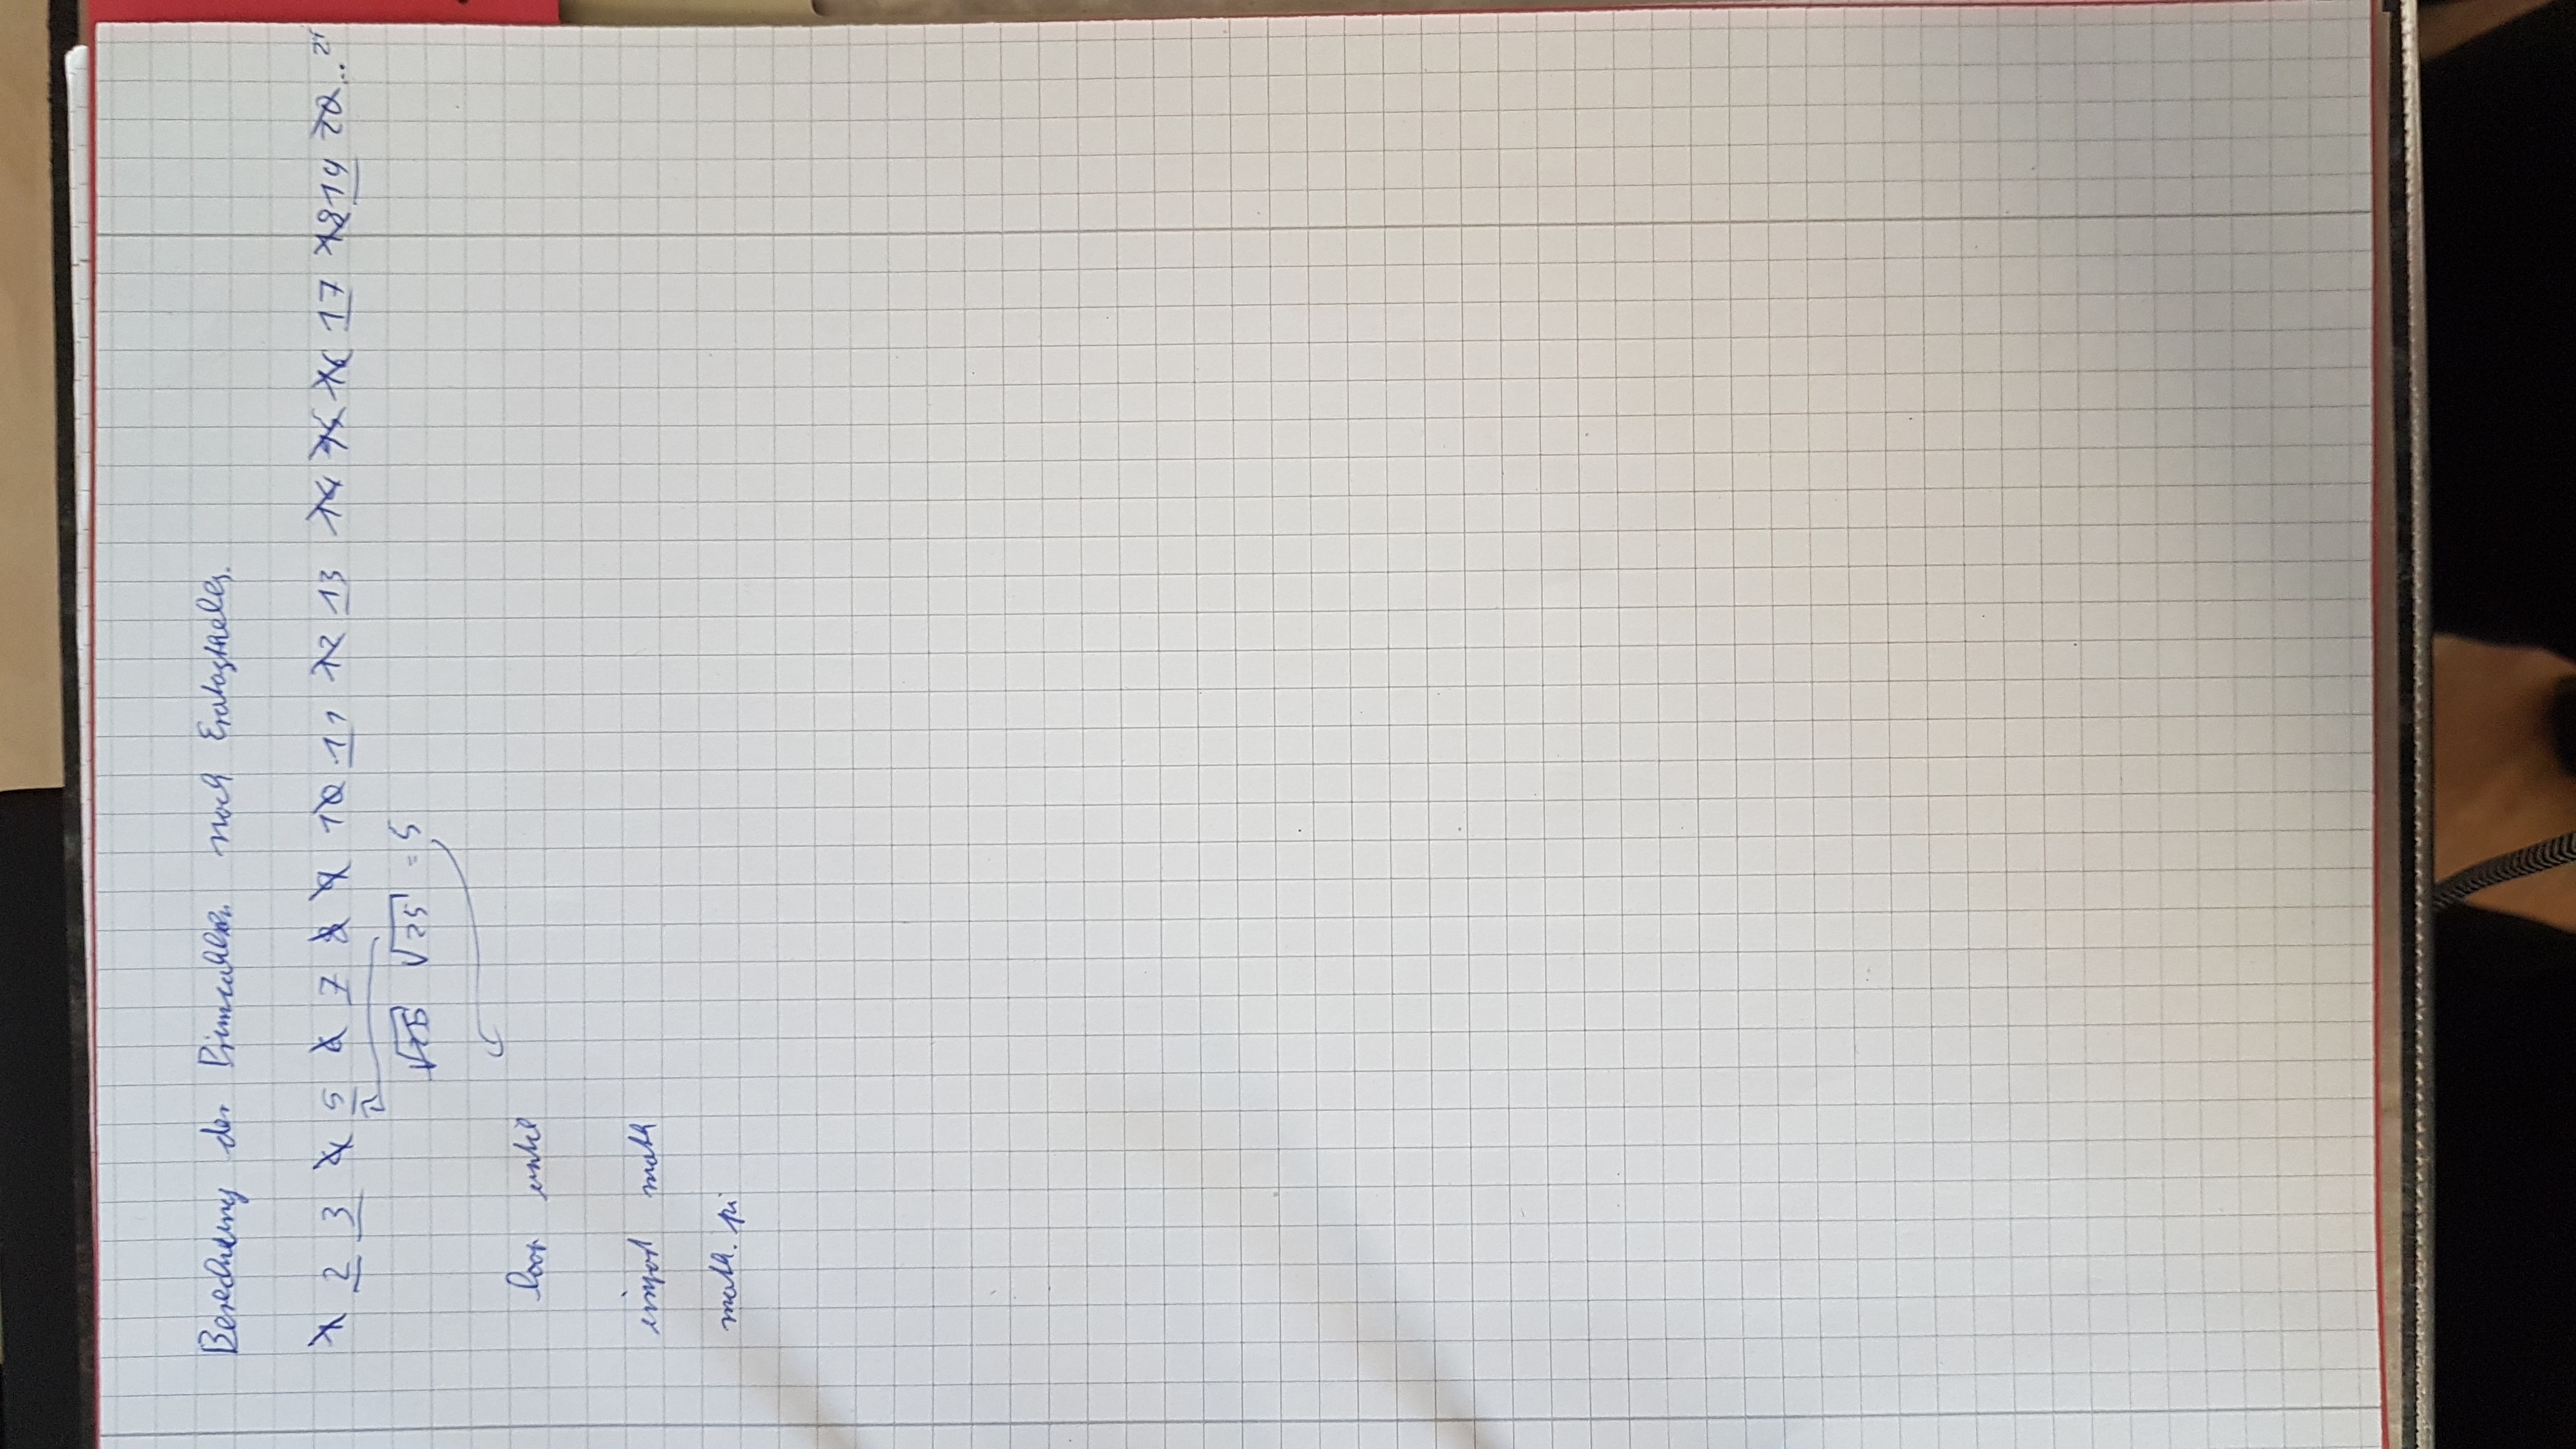 Berechnung der Primzahlen nach Eratosthenes.
1 2 3 4 5 6 7 8 9 10 11 12 13 14 15 16 17 18 19 20 ..
√25 √25 = 5
loop until
import math
math.pi